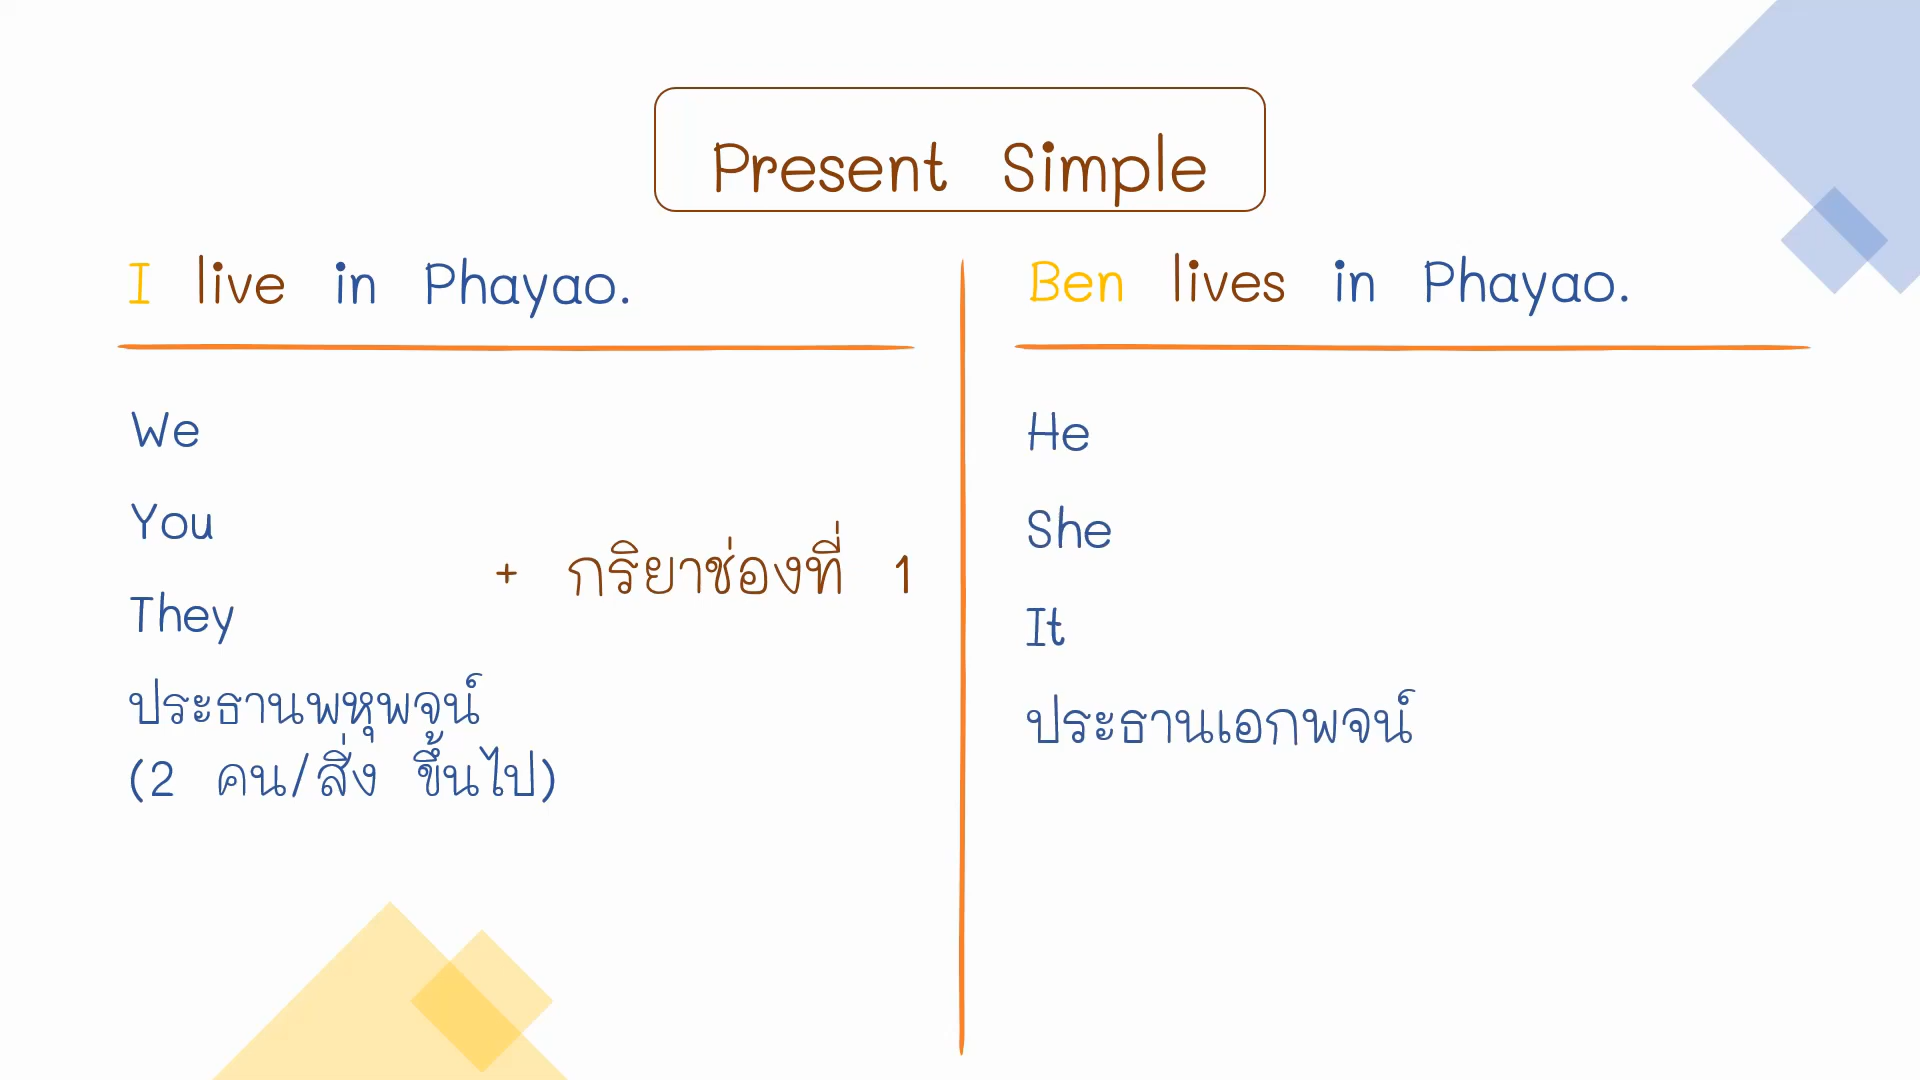 Present Simple
I live in Phayao.
We
You
They
+ กริยาช่องที่ 1
ประธานพหุพจน์
(2 คน/สิ่ง ขึ้นไป)
Ben lives in Phayao.
He
She
It
ประธานเอกพจน์